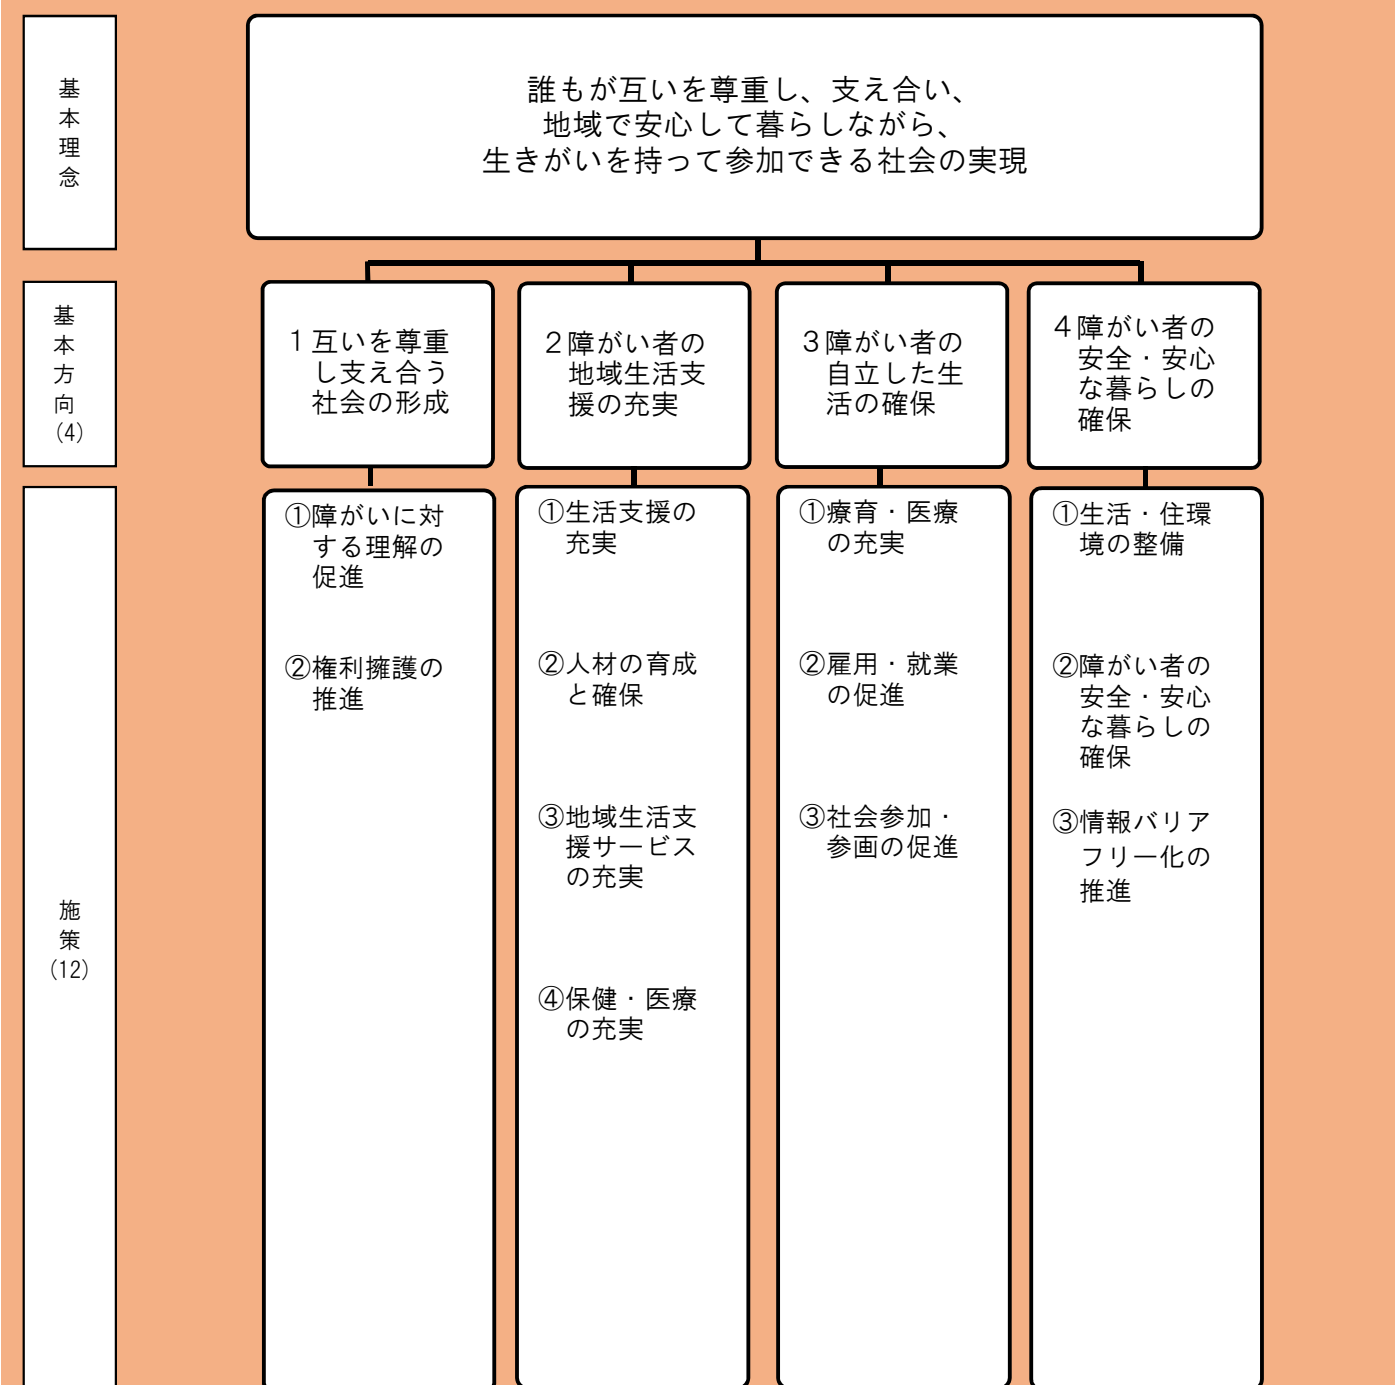 基本理念
誰もが互いを尊重し、支え合い、
地域で安心して暮らしながら、
生きがいを持って参加できる社会の実現
基本方向
(4)
１互いを尊重
し支え合う
社会の形成
２障がい者の
地域生活支
援の充実
３障がい者の
自立した生
活の確保
４障がい者の
安全・安心
な暮らしの
確保
施策
(12)
①障がいに対
する理解の
促進
②権利擁護の
推進
①生活支援の
充実
②人材の育成
と確保
③地域生活支
援サービス
の充実
④保健・医療
の充実
①療育・医療
の充実
②雇用・就業
の促進
③社会参加・
参画の促進
①生活・住環
境の整備
②障がい者の
安全・安心
な暮らしの
確保
③情報バリア
フリー化の
推進